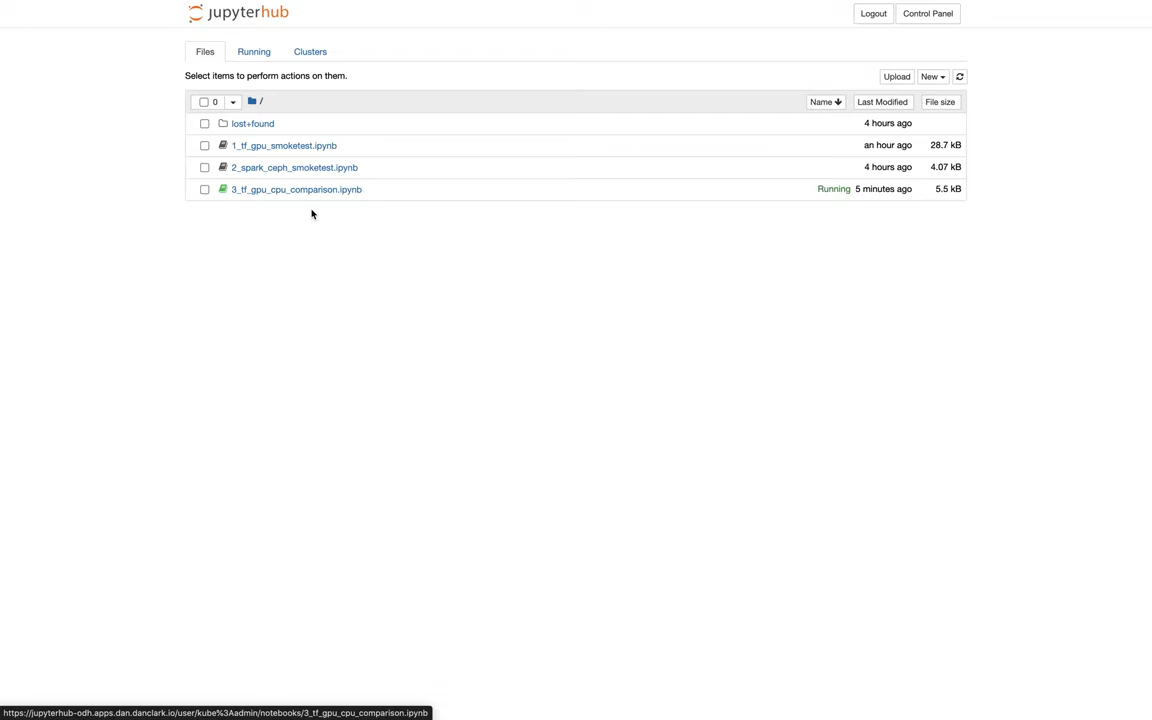 jupyterhub
Logout Control Panel
Files Running Clusters
Select items to perform actions on them.
Upload New
0 / Name Last Modified File size
lost+found 4 hours ago
1_tf_gpu_smoketest.ipynb an hour ago 28.7 kB
2_spark_ceph_smoketest.ipynb 4 hours ago 4.07 kB
3_tf_gpu_cpu_comparison.ipynb Running 5 minutes ago 5.5 kB
https://jupyterhub-odh.apps.dan.danclark.io/user/kube%3Aadmin/notebooks/3_tf_gpu_cpu_comparison.ipynb